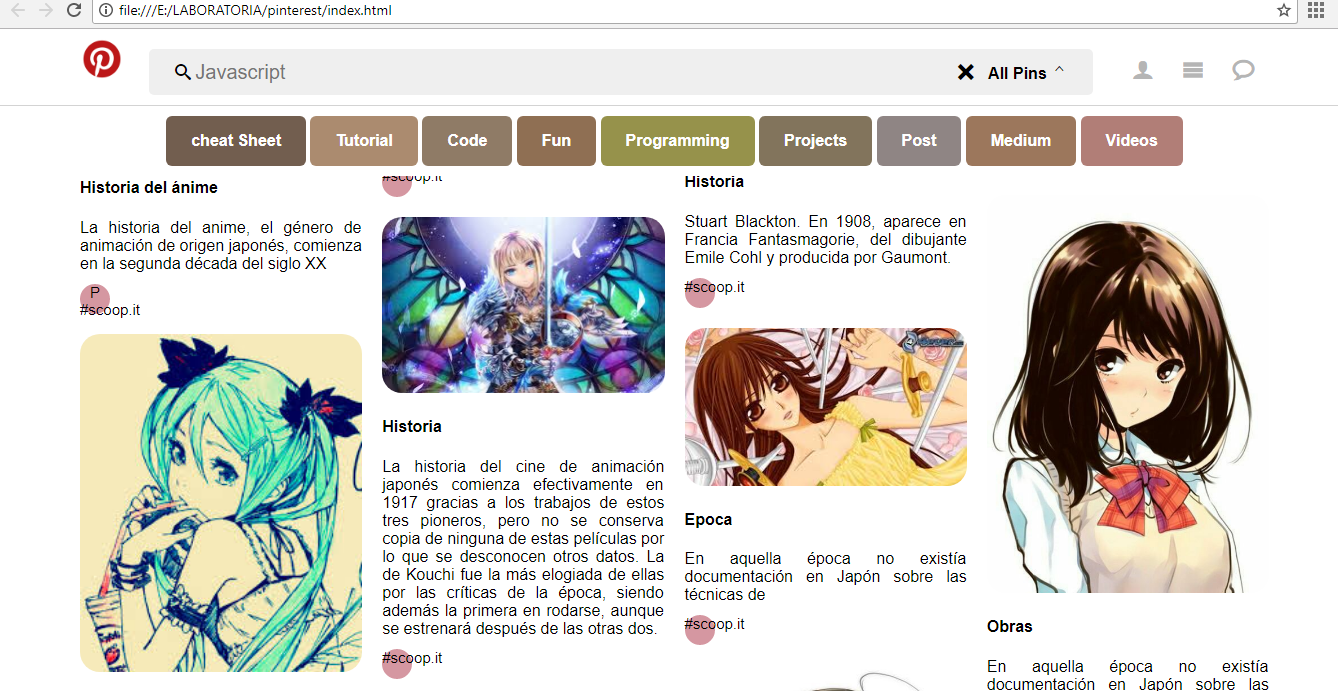 file:///E:/LABORATORIA/pinterest/index.html
Javascript
All Pins
cheat Sheet
Tutorial
Code
Fun
Programming
Projects
Post
Medium
Videos
Historia del ánime
La historia del anime, el género de
animación de origen japonés, comienza
en la segunda década del siglo XX
P
#scoop.it
#scoop.it
Historia
La historia del cine de animación
japonés comienza efectivamente en
1917 gracias a los trabajos de estos
tres pioneros, pero no se conserva
copia de ninguna de estas películas por
lo que se desconocen otros datos. La
de Kouchi fue la más elogiada de ellas
por las críticas de la época, siendo
además la primera en rodarse, aunque
se estrenará después de las otras dos.
#scoop.it
Historia
Stuart Blackton. En 1908, aparece en
Francia Fantasmagorie, del dibujante
Emile Cohl y producida por Gaumont.
#scoop.it
Epoca
En aquella época no existía
documentación en Japón sobre las
técnicas de
#scoop.it
Obras
En aquella época no existía
documentación en Japón sobre las